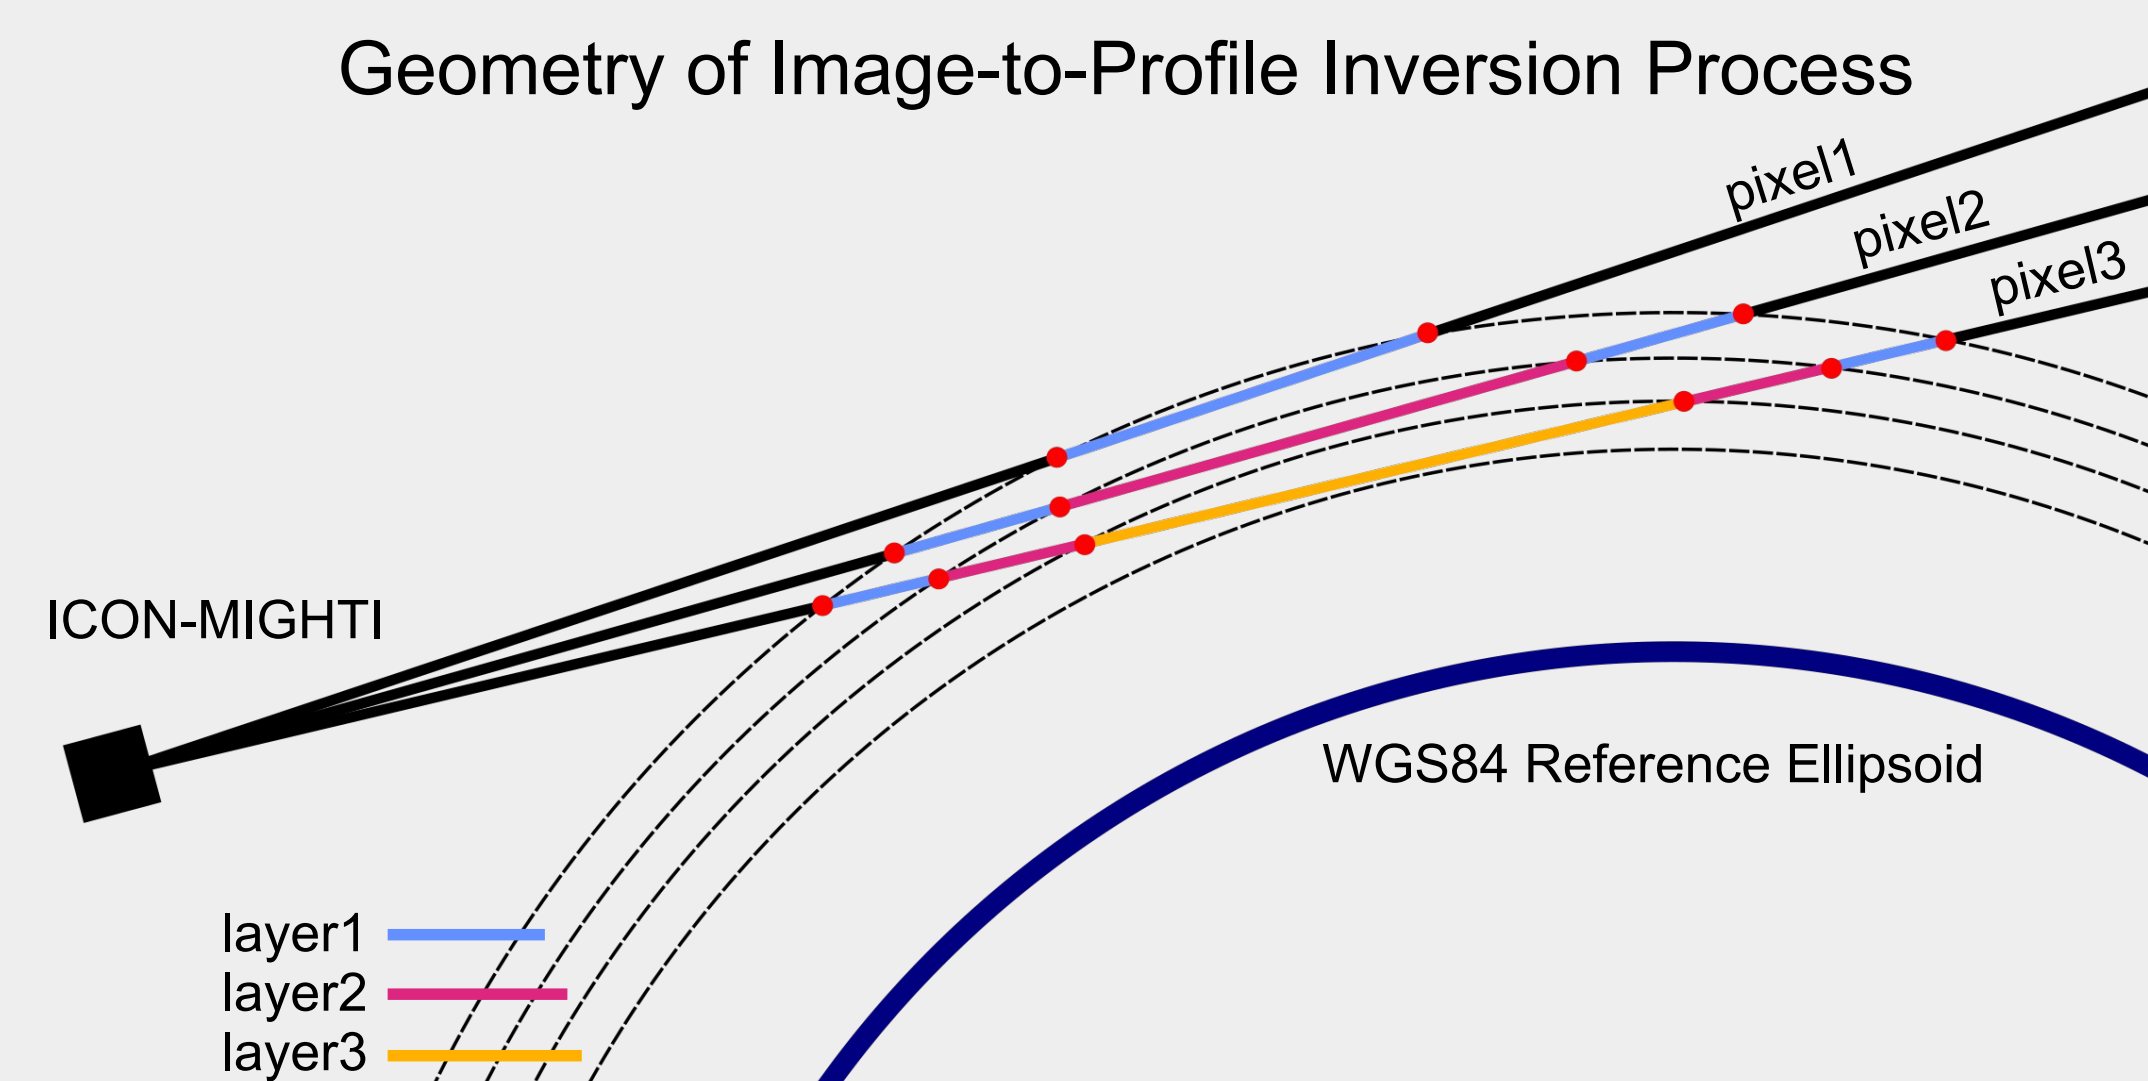 Geometry of Image-to-Profile Inversion Process
pixel1
pixel2
pixel3
ICON-MIGHTI
WGS84 Reference Ellipsoid
layer1
layer2
layer3